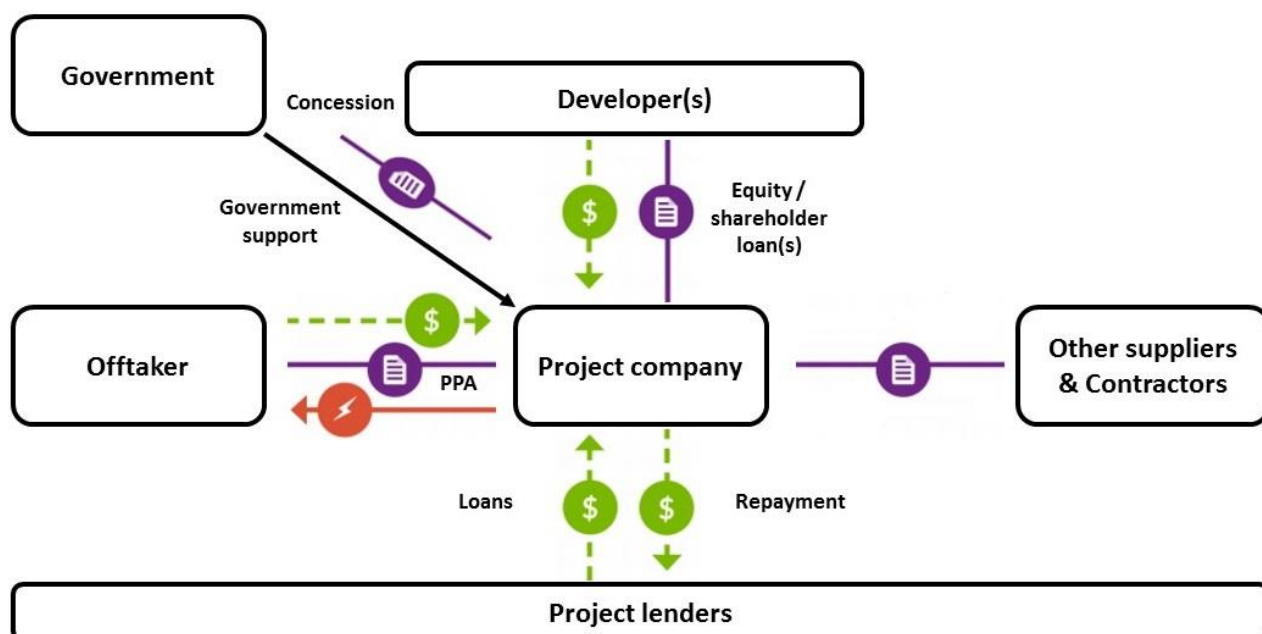 Government
Concession
Developer(s)
Government
support
Equity /
shareholder
loan(s)
$
Offtaker
$
PPA
Project company
Other suppliers
& Contractors
Loans
$
$
Repayment
Project lenders